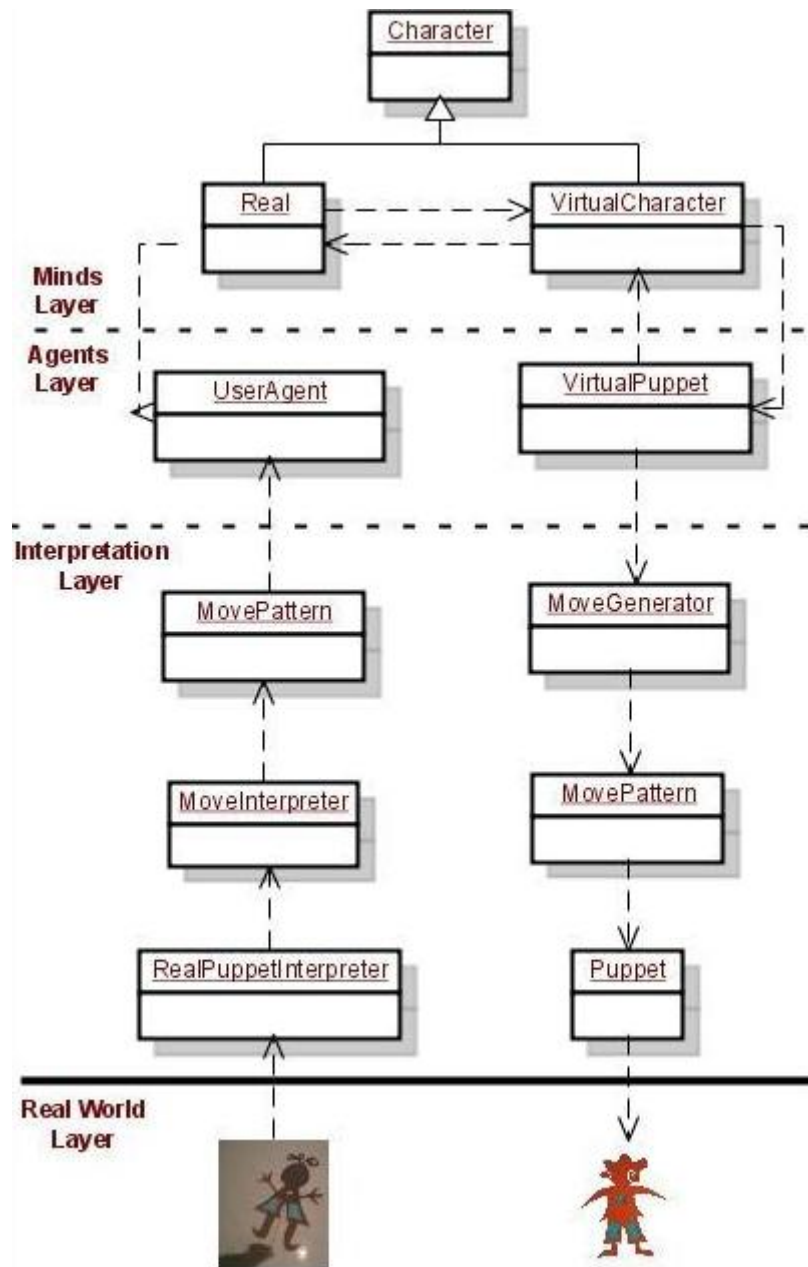 Character
Real
VirtualCharacter
Minds
Layer
Agents
Layer
UserAgent
VirtualPuppet
Interpretation
Layer
MovePattern
MoveGenerator
MoveInterpreter
MovePattern
RealPuppetInterpreter
Puppet
Real World
Layer